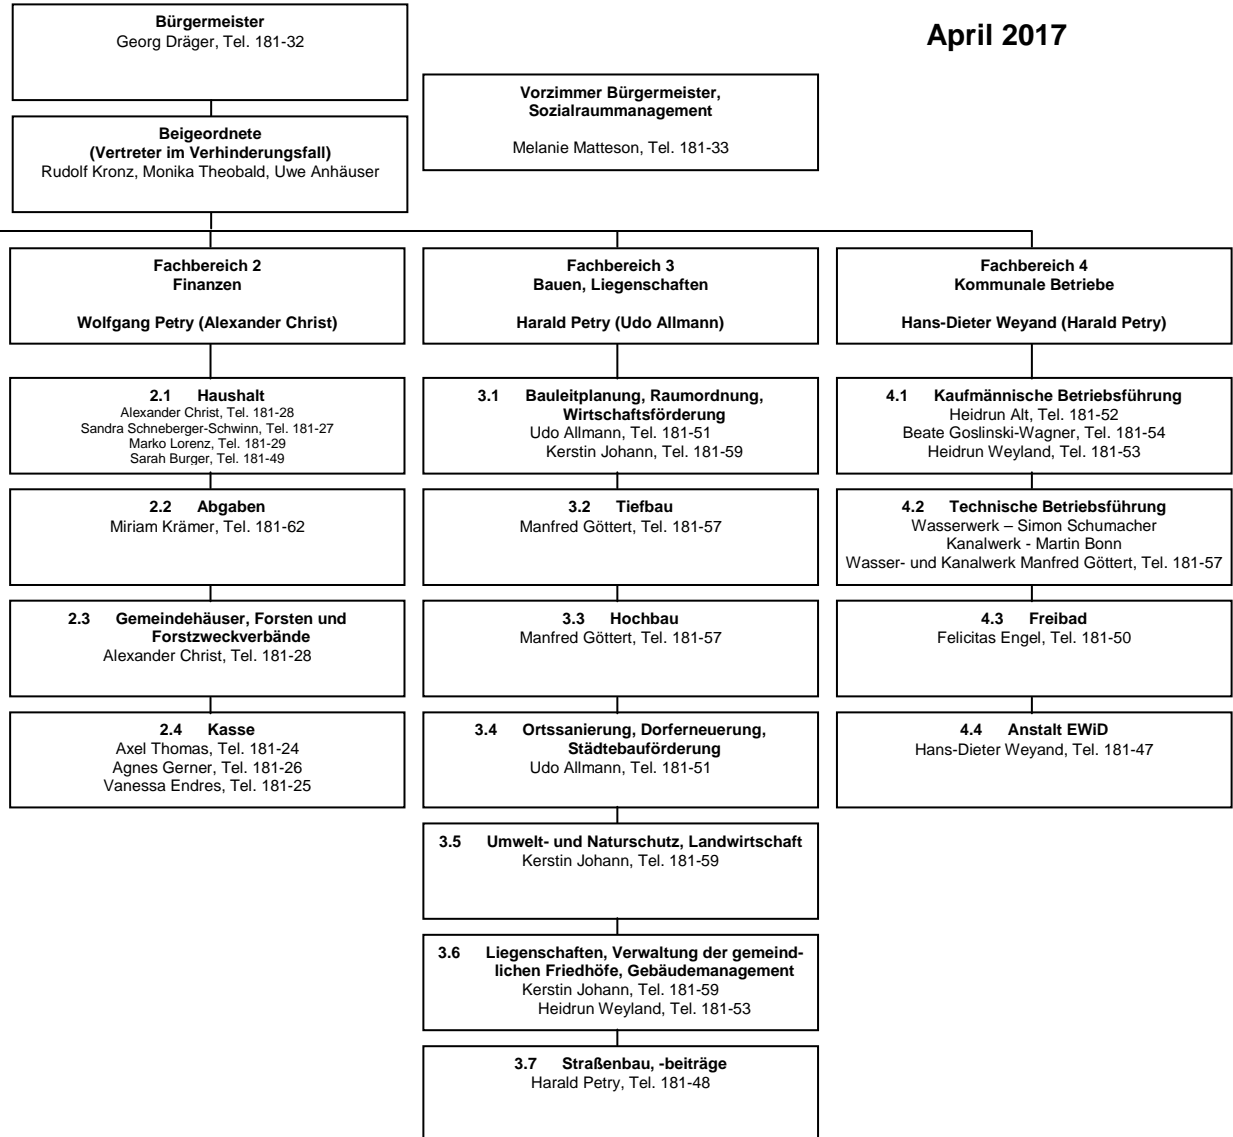 Bürgermeister
Georg Dräger, Tel. 181-32
April 2017
Vorzimmer Bürgermeister,
Sozialraummanagement
Melanie Matteson, Tel. 181-33
Beigeordnete
(Vertreter im Verhinderungsfall)
Rudolf Kronz, Monika Theobald, Uwe Anhäuser
Fachbereich 2
Finanzen
Wolfgang Petry (Alexander Christ)
2.1 Haushalt
Alexander Christ, Tel. 181-28
Sandra Schneberger-Schwinn, Tel. 181-27
Marko Lorenz, Tel. 181-29
Sarah Burger, Tel. 181-49
2.2 Abgaben
Miriam Krämer, Tel. 181-62
2.3 Gemeindehäuser, Forsten und
Forstzweckverbände
Alexander Christ, Tel. 181-28
2.4 Kasse
Axel Thomas, Tel. 181-24
Agnes Gerner, Tel. 181-26
Vanessa Endres, Tel. 181-25
Fachbereich 3
Bauen, Liegenschaften
Harald Petry (Udo Allmann)
3.1 Bauleitplanung, Raumordnung,
Wirtschaftsförderung
Udo Allmann, Tel. 181-51
Kerstin Johann, Tel. 181-59
3.2 Tiefbau
Manfred Göttert, Tel. 181-57
3.3 Hochbau
Manfred Göttert, Tel. 181-57
3.4 Ortssanierung, Dorferneuerung,
Städtebauförderung
Udo Allmann, Tel. 181-51
3.5 Umwelt- und Naturschutz, Landwirtschaft
Kerstin Johann, Tel. 181-59
3.6 Liegenschaften, Verwaltung der gemeind-
lichen Friedhöfe, Gebäudemanagement
Kerstin Johann, Tel. 181-59
Heidrun Weyland, Tel. 181-53
3.7 Straßenbau, -beiträge
Harald Petry, Tel. 181-48
Fachbereich 4
Kommunale Betriebe
Hans-Dieter Weyand (Harald Petry)
4.1 Kaufmännische Betriebsführung
Heidrun Alt, Tel. 181-52
Beate Goslinski-Wagner, Tel. 181-54
Heidrun Weyland, Tel. 181-53
4.2 Technische Betriebsführung
Wasserwerk – Simon Schumacher
Kanalwerk - Martin Bonn
Wasser- und Kanalwerk Manfred Göttert, Tel. 181-57
4.3 Freibad
Felicitas Engel, Tel. 181-50
4.4 Anstalt EWiD
Hans-Dieter Weyand, Tel. 181-47